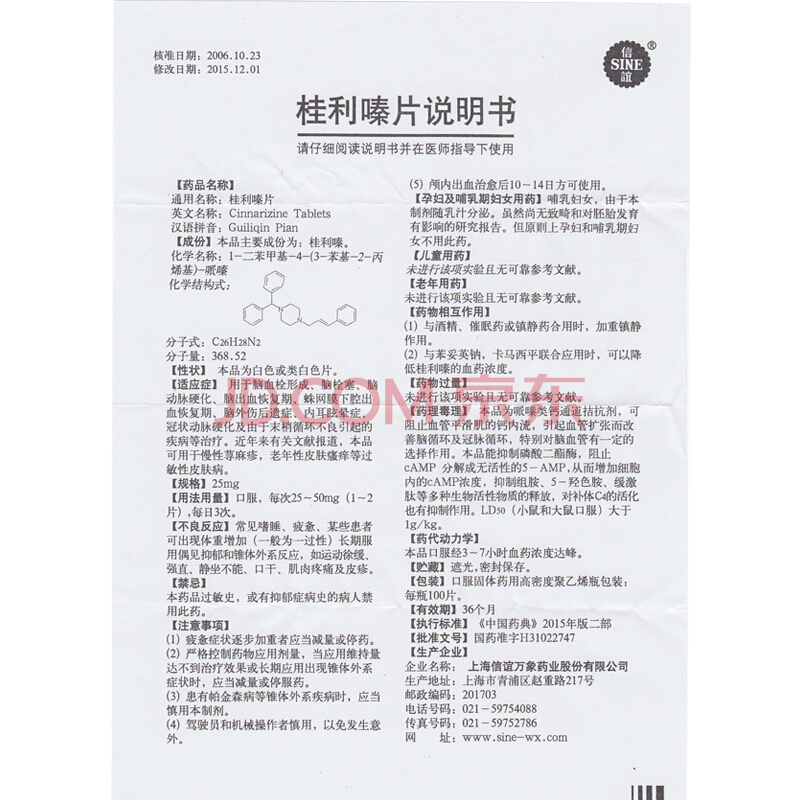 核准日期：2006.10.23
修改日期：2015.12.01
信
SINE
誼
®
桂利嗪片说明书
请仔细阅读说明书并在医师指导下使用
【药品名称】
通用名称：桂利嗪片
英文名称：Cinnarizine Tablets
汉语拼音：Guiliqin Pian
【成份】本品主要成份为：桂利嗪。
化学名称：1-二苯甲基-4-(3-苯基-2-丙
烯基)-哌嗪
化学结构式：
分子式：C26H28N2
分子量：368.52
【性状】 本品为白色或类白色片。
【适应症】 用于脑血栓形成、脑栓塞、脑
动脉硬化、脑出血恢复期、蛛网膜下腔出
血恢复期、脑外伤后遗症、内耳眩晕症、
冠状动脉硬化及由于末梢循环不良引起的
疾病等治疗。近年来有关文献报道，本品
可用于慢性荨麻疹，老年性皮肤瘙痒等过
敏性皮肤病。
【规格】25mg
【用法用量】口服，每次25～50mg（1～2
片），每日3次。
【不良反应】常见嗜睡、疲惫、某些患者
可出现体重增加（一般为一过性）长期服
用偶见抑郁和锥体外系反应，如运动徐缓、
强直、静坐不能、口干、肌肉疼痛及皮疹。
【禁忌】
本药品过敏史，或有抑郁症病史的病人禁
用此药。
【注意事项】
(1) 疲惫症状逐步加重者应当减量或停药。
(2) 严格控制药物应用剂量，当应用维持量
达不到治疗效果或长期应用出现锥体外系
症状时，应当减量或停服药。
(3) 患有帕金森病等锥体外系疾病时，应当
慎用本制剂。
(4) 驾驶员和机械操作者慎用，以免发生意
外。
(5) 颅内出血治愈后10～14日方可使用。
【孕妇及哺乳期妇女用药】哺乳妇女，由于本
制剂随乳汁分泌。虽然尚无致畸和对胚胎发育
有影响的研究报告。但原则上孕妇和哺乳期妇
女不用此药。
【儿童用药】
未进行该项实验且无可靠参考文献。
【老年用药】
未进行该项实验且无可靠参考文献。
【药物相互作用】
(1) 与酒精、催眠药或镇静药合用时，加重镇静
作用。
(2) 与苯妥英钠，卡马西平联合应用时，可以降
低桂利嗪的血药浓度。
【药物过量】
未进行该项实验且无可靠参考文献。
【药理毒理】 本品为哌嗪类钙通道拮抗剂，可
阻止血管平滑肌的钙内流，引起血管扩张而改
善脑循环及冠脉循环，特别对脑血管有一定的
选择作用。本品能抑制磷酸二酯酶，阻止
cAMP 分解成无活性的5-AMP，从而增加细胞
内的cAMP浓度，抑制组胺、5-羟色胺、缓激
肽等多种生物活性物质的释放，对补体C4的活化
也有抑制作用。LD50（小鼠和大鼠口服）大于
1g/kg。
【药代动力学】
本品口服经3～7小时血药浓度达峰。
【贮藏】遮光，密封保存。
【包装】口服固体药用高密度聚乙烯瓶包装；
每瓶100片。
【有效期】36个月
【执行标准】《中国药典》2015年版二部
【批准文号】国药准字H31022747
【生产企业】
企业名称：上海信谊万象药业股份有限公司
生产地址：上海市青浦区赵重路217号
邮政编码：201703
电话号码：021-59754088
传真号码：021-59752786
网 址：www.sine-wx.com
JD.COM 京东